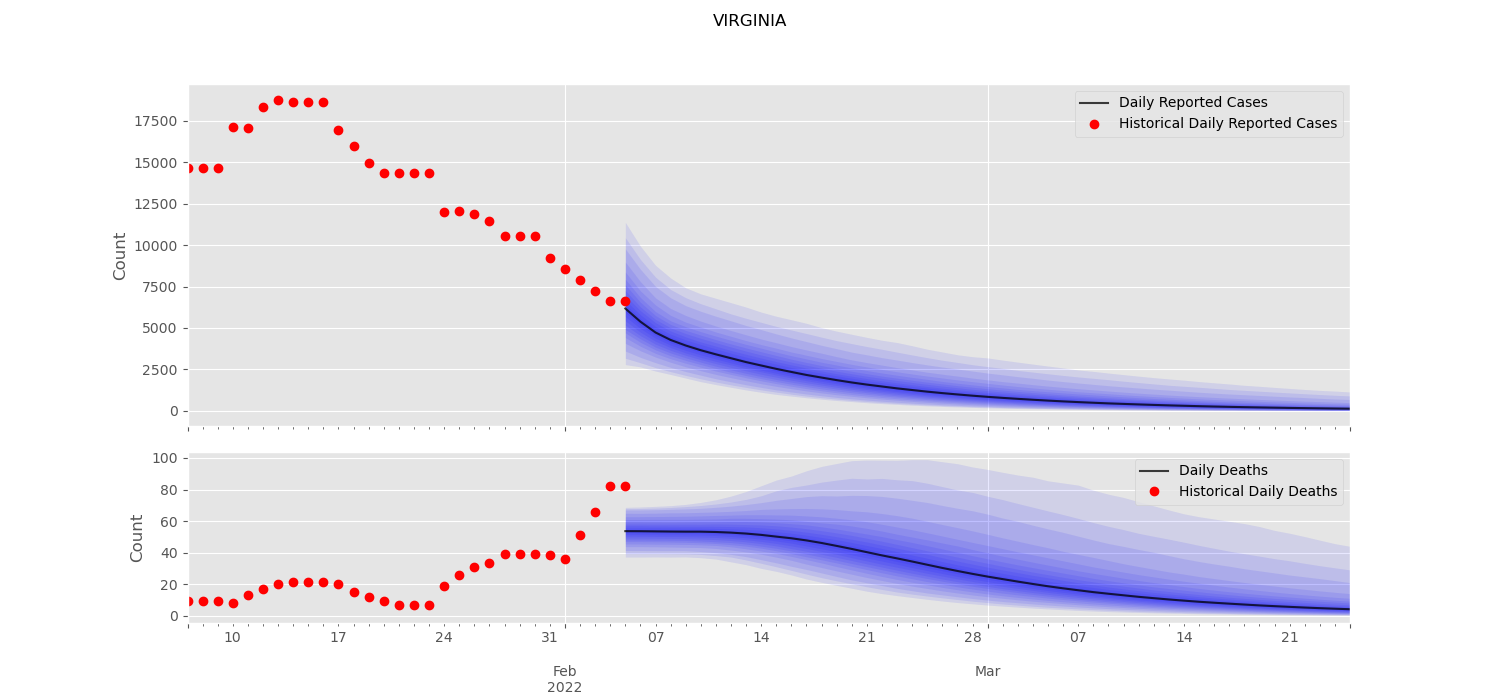 VIRGINIA
Daily Reported Cases
Historical Daily Reported Cases
17500
15000
12500
10000
7500
5000
2500
0
Count
Daily Deaths
Historical Daily Deaths
100
80
60
40
20
0
Count
10 17 24 31 07 14 21 28 07 14 21
Feb Mar
2022